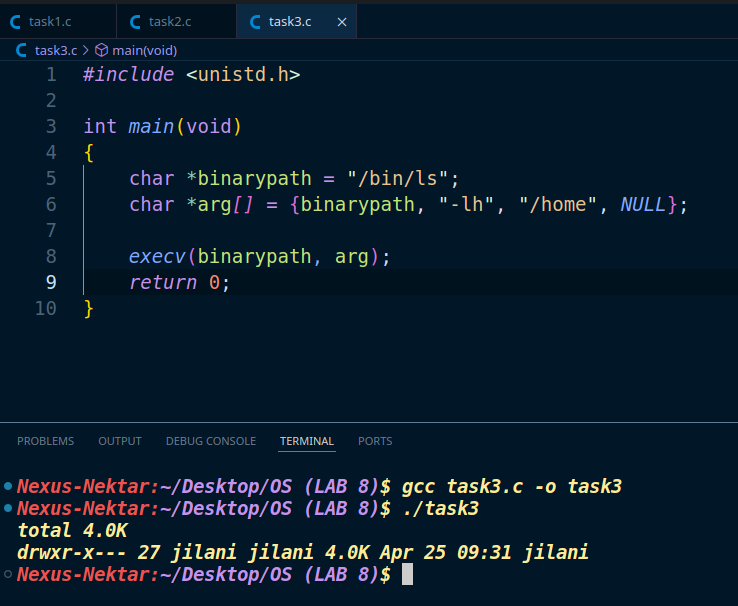 C task1.c C task2.c C task3.c ×
C task3.c > main(void)
1 #include <unistd.h>
2
3 int main(void)
4 {
5     char *binarypath = "/bin/ls";
6     char *arg[] = {binarypath, "-lh", "/home", NULL};
7
8     execv(binarypath, arg);
9     return 0;
10 }
PROBLEMS OUTPUT DEBUG CONSOLE TERMINAL PORTS
Nexus-Nektar:~/Desktop/OS (LAB 8)$ gcc task3.c -o task3
Nexus-Nektar:~/Desktop/OS (LAB 8)$ ./task3
total 4.0K
drwxr-x--- 27 jilani jilani 4.0K Apr 25 09:31 jilani
Nexus-Nektar:~/Desktop/OS (LAB 8)$